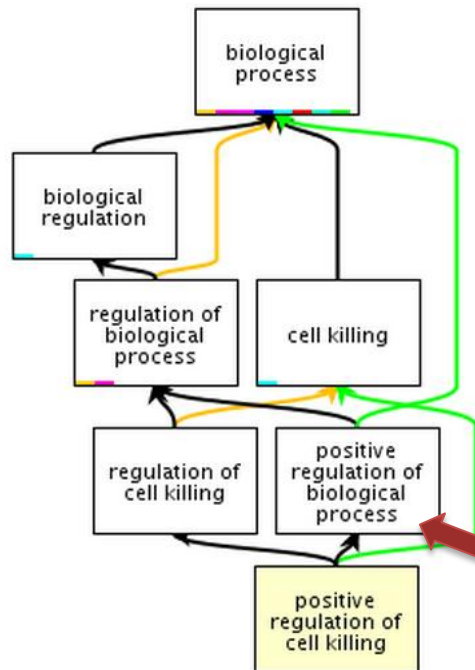 biological
process
biological
regulation
regulation of
biological
process
cell killing
regulation of
cell killing
positive
regulation of
biological
process
positive
regulation of
cell killing